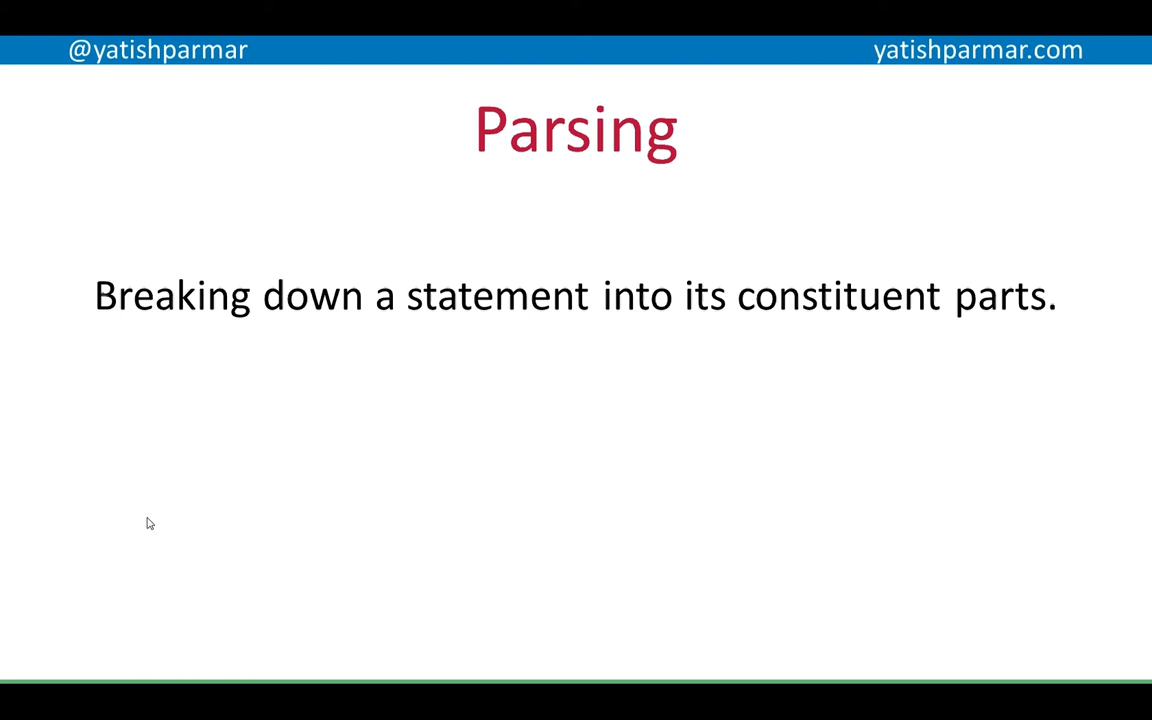 @yatishparmar
yatishparmar.com
Parsing
Breaking down a statement into its constituent parts.